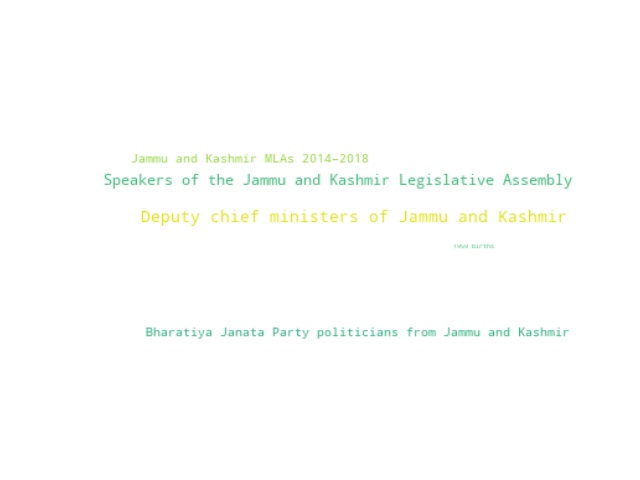 Jammu and Kashmir MLAs 2014–2018
Speakers of the Jammu and Kashmir Legislative Assembly
Deputy chief ministers of Jammu and Kashmir
Bharatiya Janata Party politicians from Jammu and Kashmir